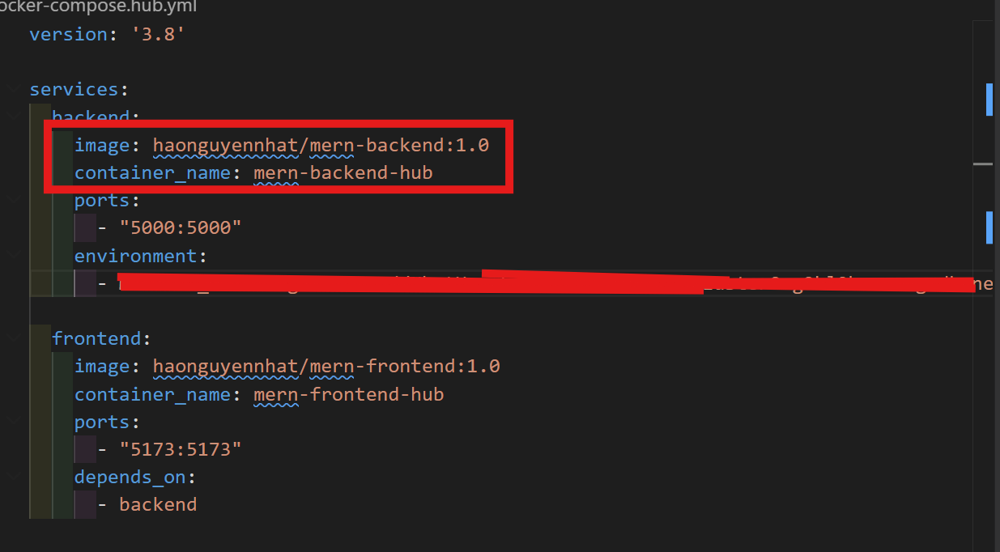 ocker-compose.hub.yml
version: '3.8'
services:
backend:
image: haonguyennhat/mern-backend:1.0
container_name: mern-backend-hub
ports:
- "5000:5000"
environment:
-
frontend:
image: haonguyennhat/mern-frontend:1.0
container_name: mern-frontend-hub
ports:
- "5173:5173"
depends_on:
- backend